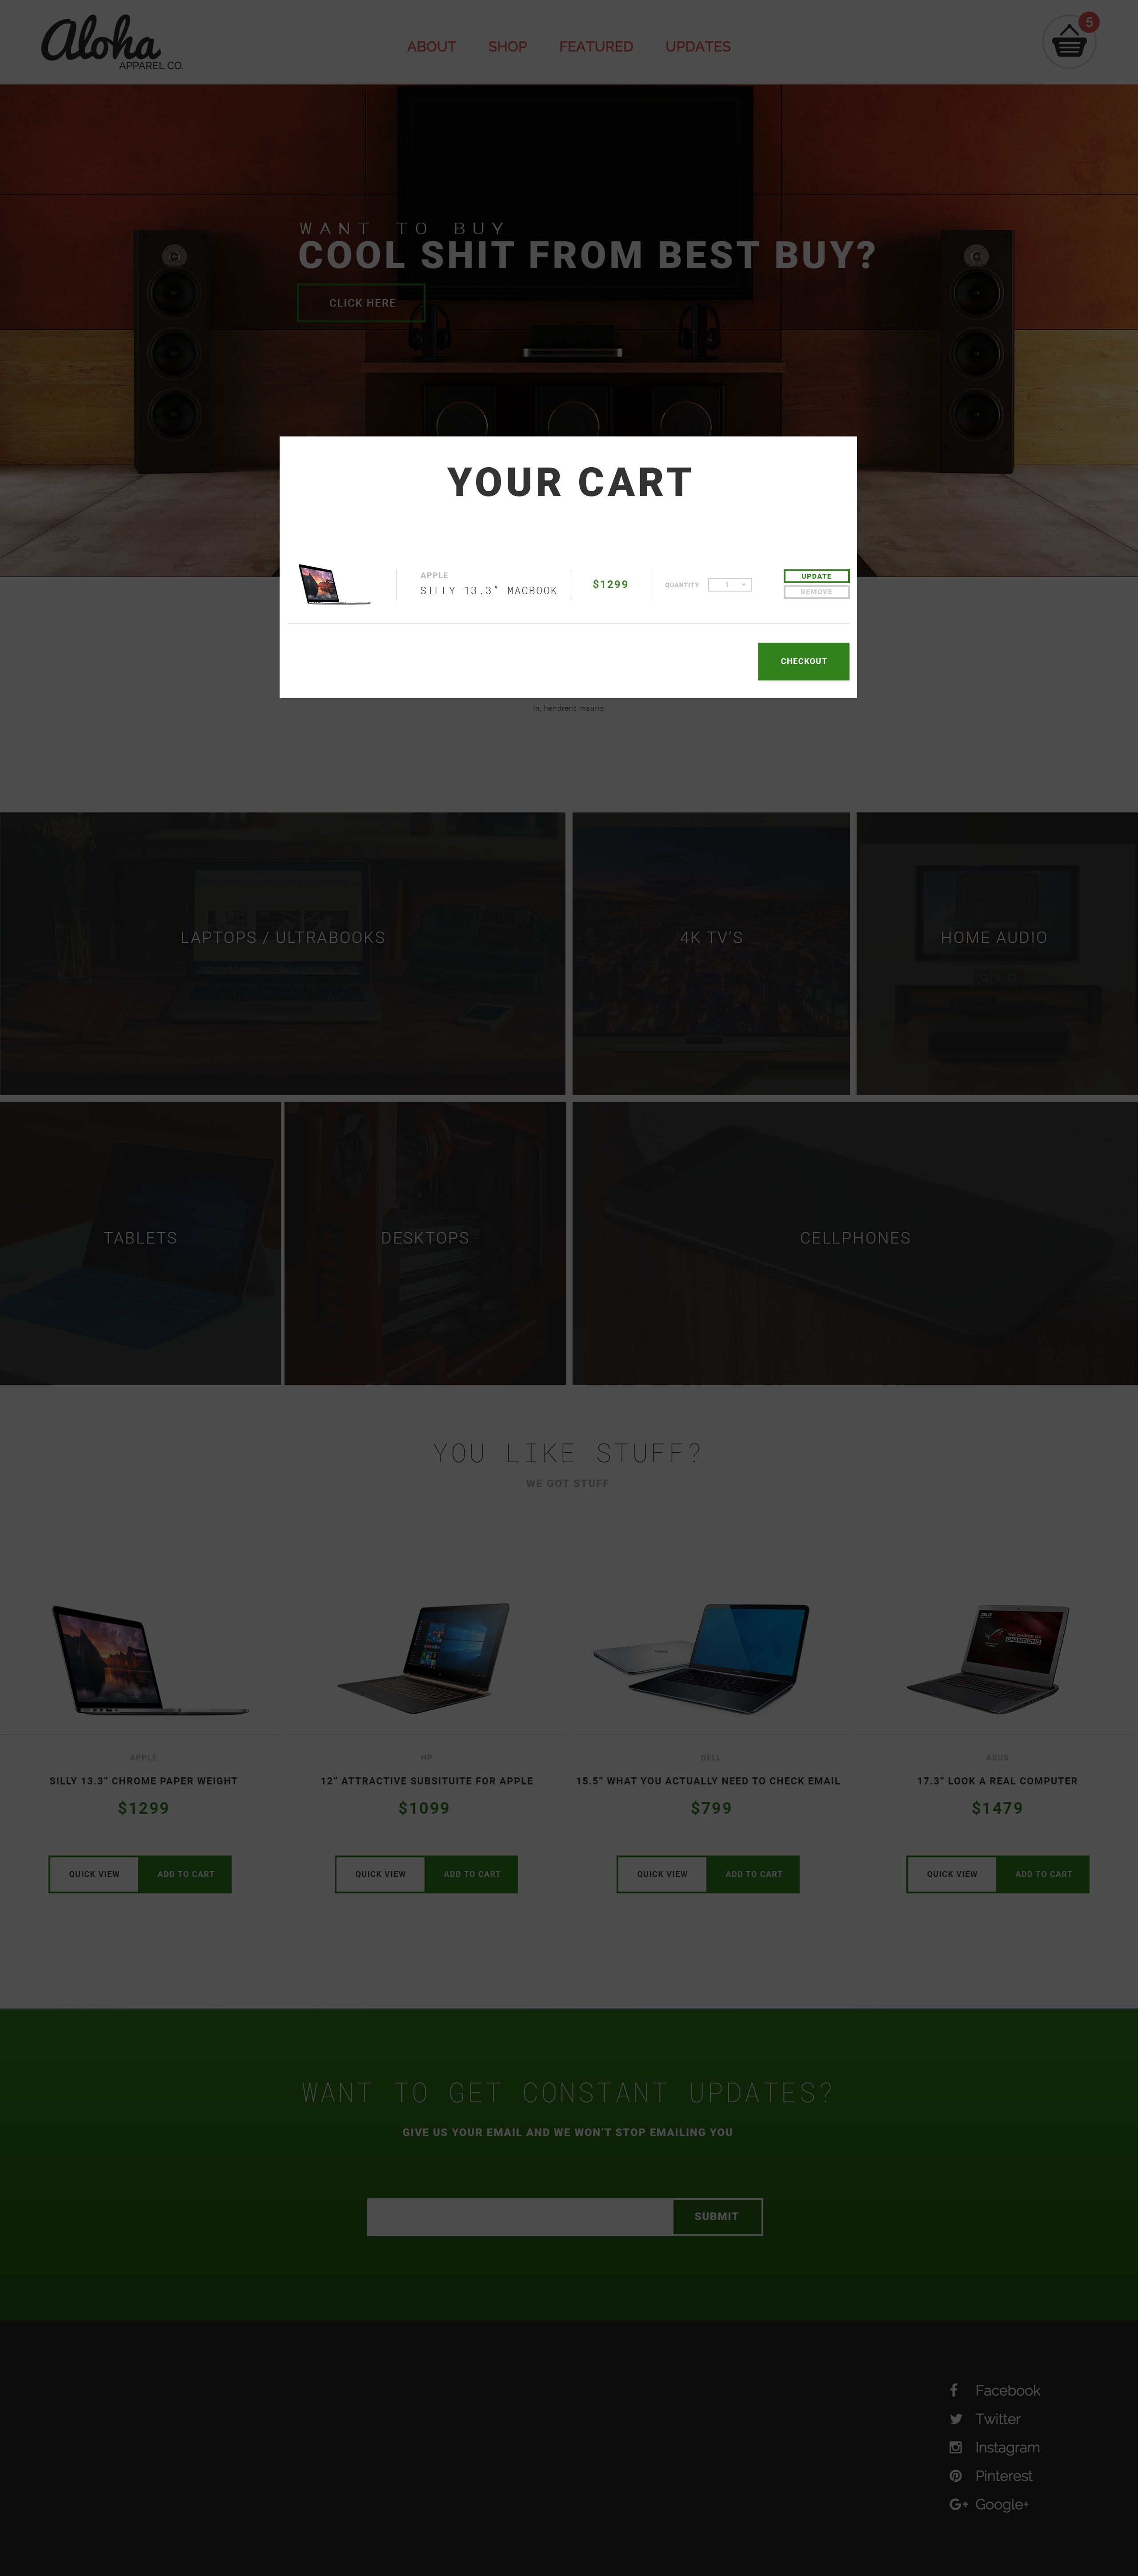 Aloha
APPAREL CO.
ABOUT
SHOP
FEATURED
UPDATES
5
WANT TO BUY
COOL SHIT FROM BEST BUY?
CLICK HERE
YOUR CART
APPLE
SILLY 13.3” MACBOOK
$1299
QUANTITY
1
UPDATE
REMOVE
CHECKOUT
in, hendrerit mauris.
LAPTOPS / ULTRABOOKS
4K TV’S
HOME AUDIO
TABLETS
DESKTOPS
CELLPHONES
YOU LIKE STUFF?
WE GOT STUFF
APPLE
SILLY 13.3” CHROME PAPER WEIGHT
$1299
QUICK VIEW
ADD TO CART
HP
12” ATTRACTIVE SUBSITUITE FOR APPLE
$1099
QUICK VIEW
ADD TO CART
DELL
15.5” WHAT YOU ACTUALLY NEED TO CHECK EMAIL
$799
QUICK VIEW
ADD TO CART
THE CHOICE OF
CHAMPIONS
ASUS
17.3” LOOK A REAL COMPUTER
$1479
QUICK VIEW
ADD TO CART
WANT TO GET CONSTANT UPDATES?
GIVE US YOUR EMAIL AND WE WON’T STOP EMAILING YOU
SUBMIT
Facebook
Twitter
Instagram
Pinterest
Google+